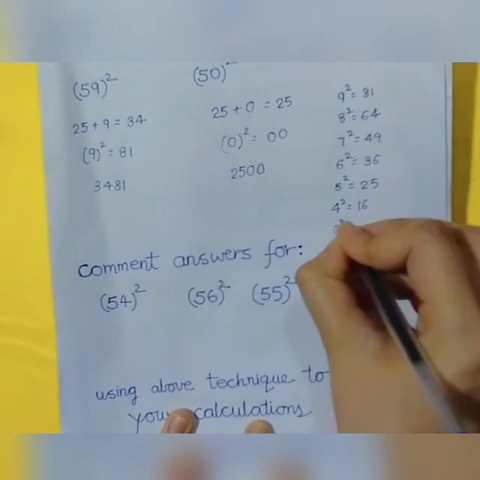 (59)² (50)²
25 + 9 = 34 25 + 0 = 25
(9)² = 81 (0)² = 00
3481 2500
9² = 81
8² = 64
7² = 49
6² = 36
5² = 25
4² = 16
comment answers for:
(54)² (56)² (55)²
using above technique to
your calculations